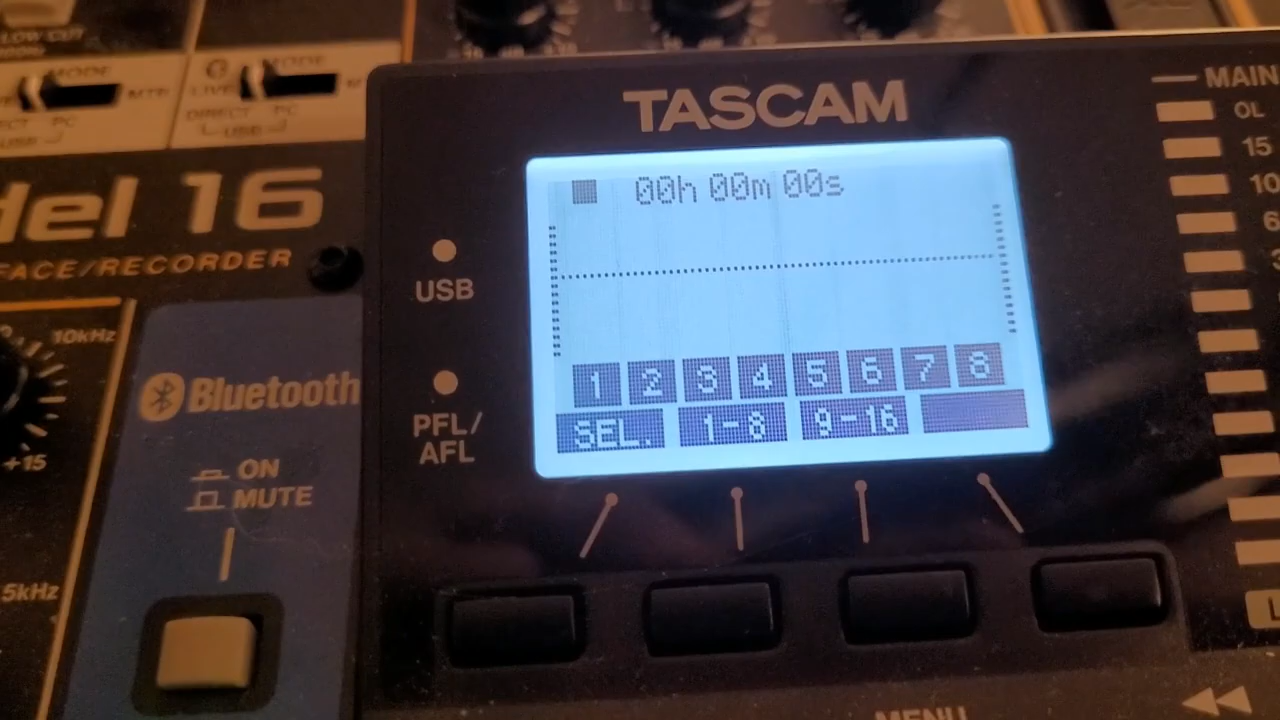 LOW CUT
MODE
MODE
LIVE
MTR
DIRECT
PC
PC
USB
USB
TASCAM
MAIN
OL
15
10
6
00h 00m 00s
del 16
FACE/RECORDER
USB
10kHz
Bluetooth
PFL/
AFL
+15
ON
MUTE
1 2 3 4 5 6 7 8
SEL. 1-8 9-16
5kHz
L
MENU